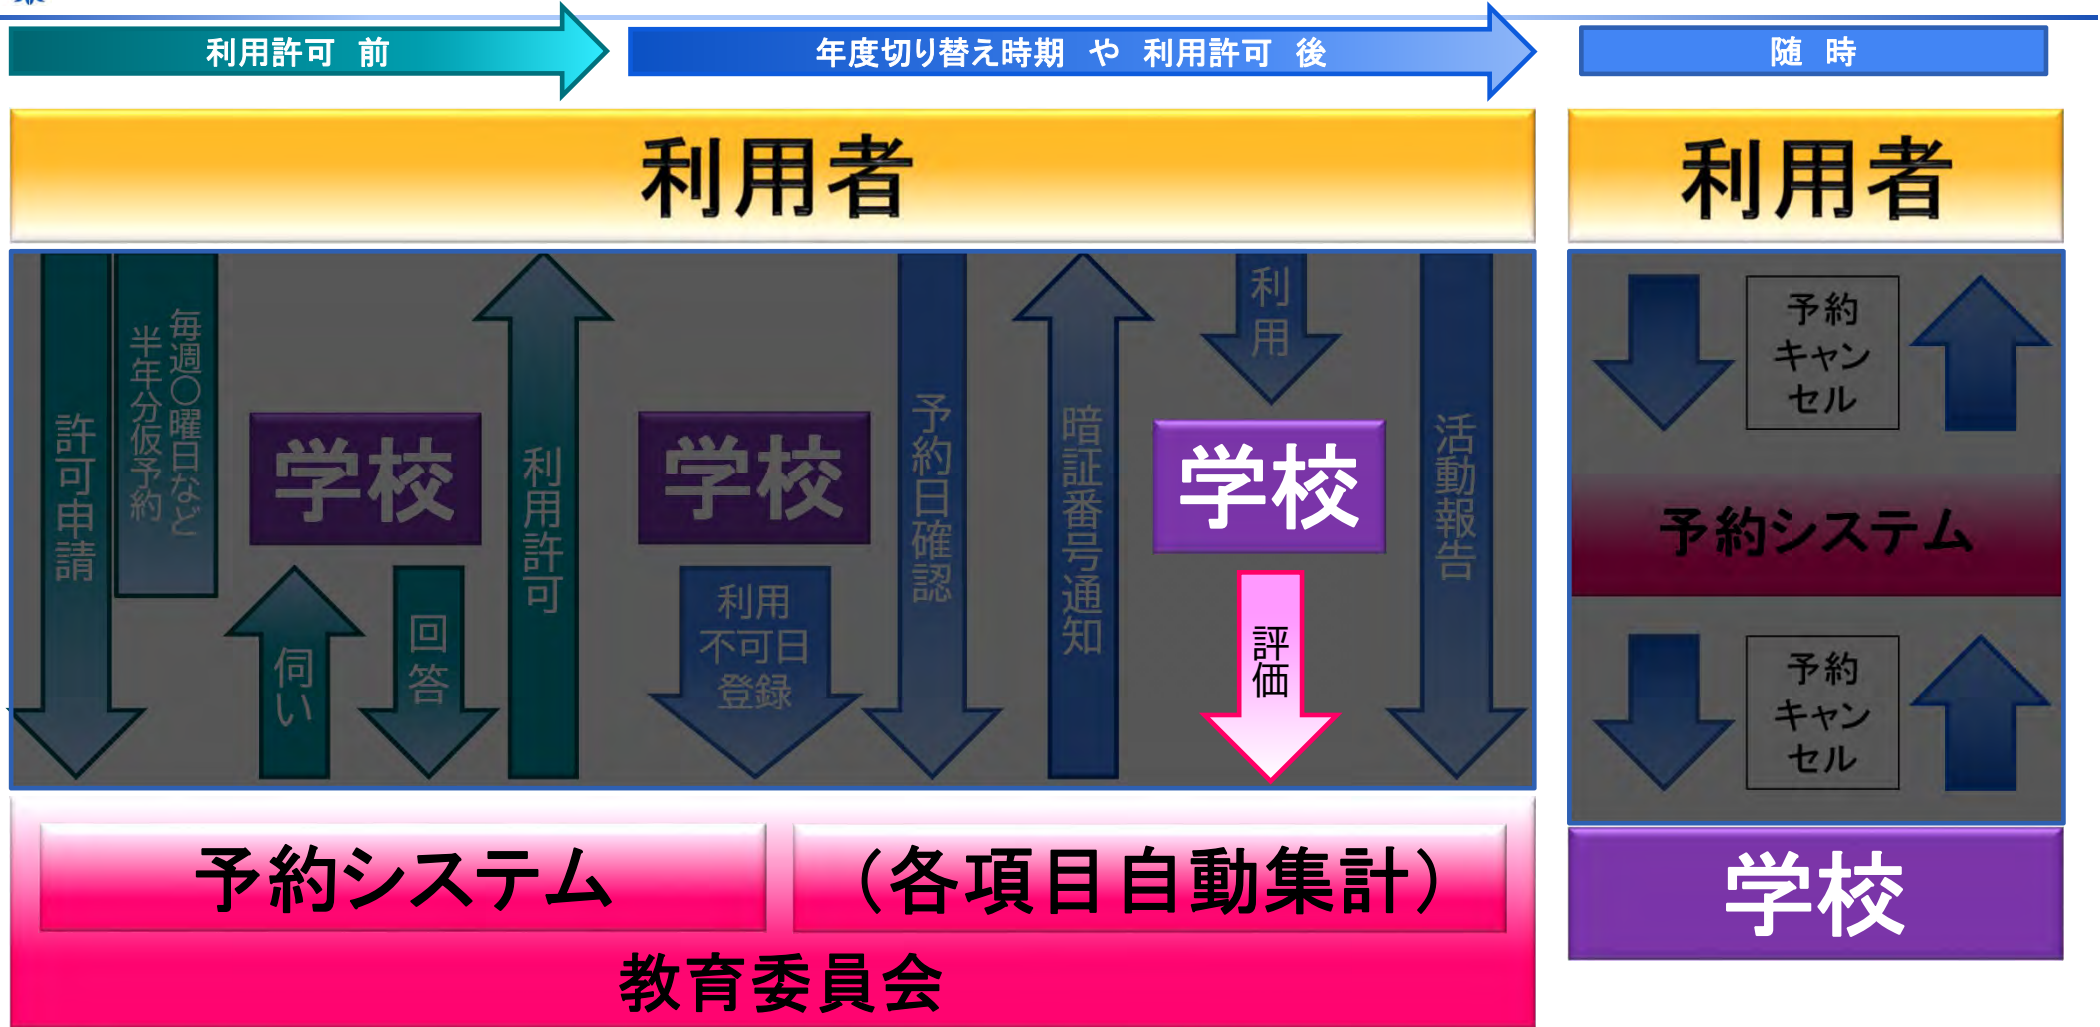 利用許可　前
年度切り替え時期　や　利用許可　後
随　時
利用者
利用者
許可申請
毎週〇曜日など
半年分仮予約
学校
伺い
回答
利用許可
学校
利用
不可日
登録
予約日確認
暗証番号通知
利用
学校
評価
活動報告
予約
キャン
セル
予約システム
予約
キャン
セル
予約システム
（各項目自動集計）
教育委員会
学校